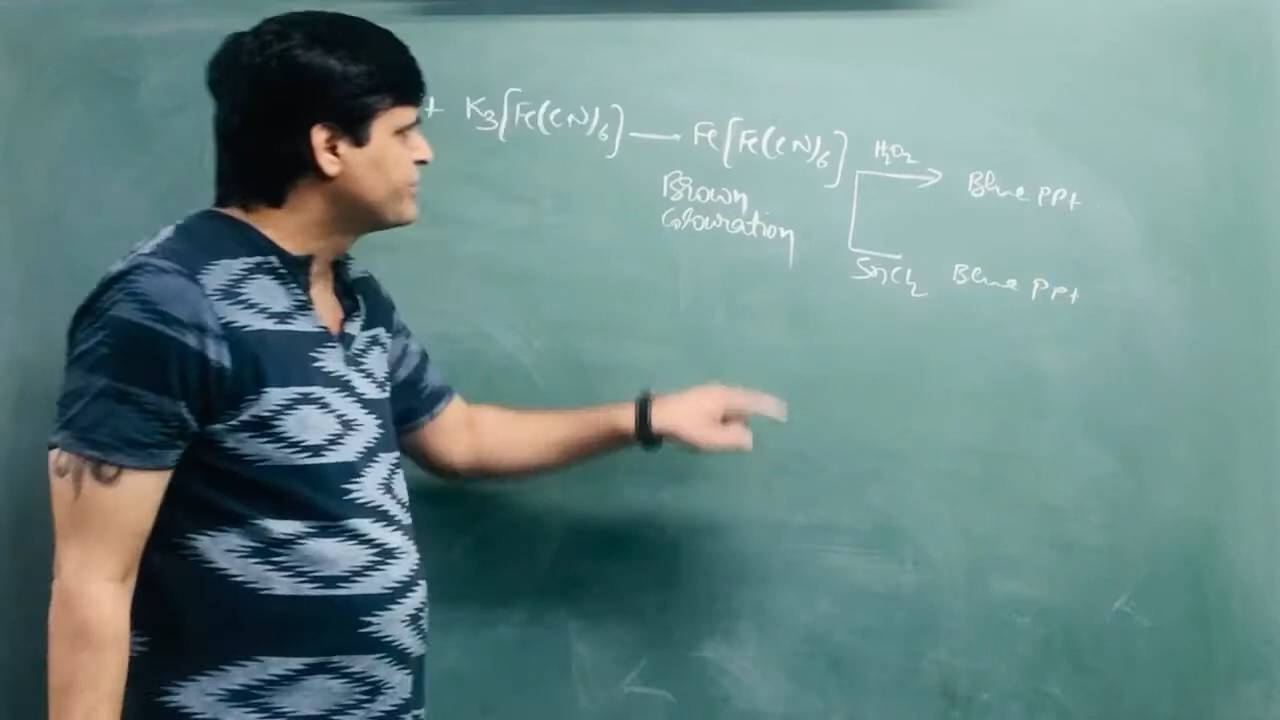 + K3[Fe(CN)6] → Fe[Fe(CN)6]
H2O2
Blue PPt
Brown
Colouration
SnCl2 Blue PPt